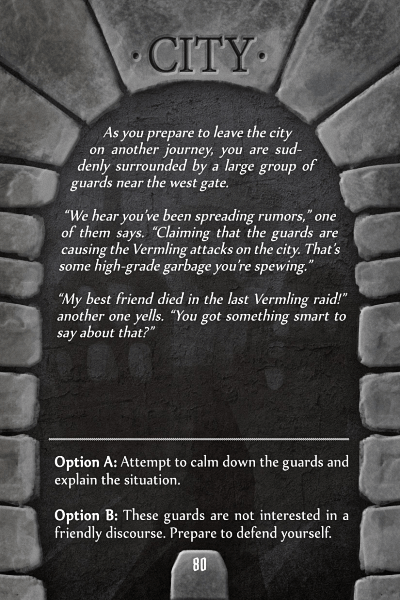 · CITY ·
As you prepare to leave the city
on another journey, you are sud-
denly surrounded by a large group of
guards near the west gate.
“We hear you’ve been spreading rumors,” one
of them says. “Claiming that the guards are
causing the Vermling attacks on the city. That’s
some high-grade garbage you’re spewing.”
“My best friend died in the last Vermling raid!”
another one yells. “You got something smart to
say about that?”
Option A: Attempt to calm down the guards and
explain the situation.
Option B: These guards are not interested in a
friendly discourse. Prepare to defend yourself.
80